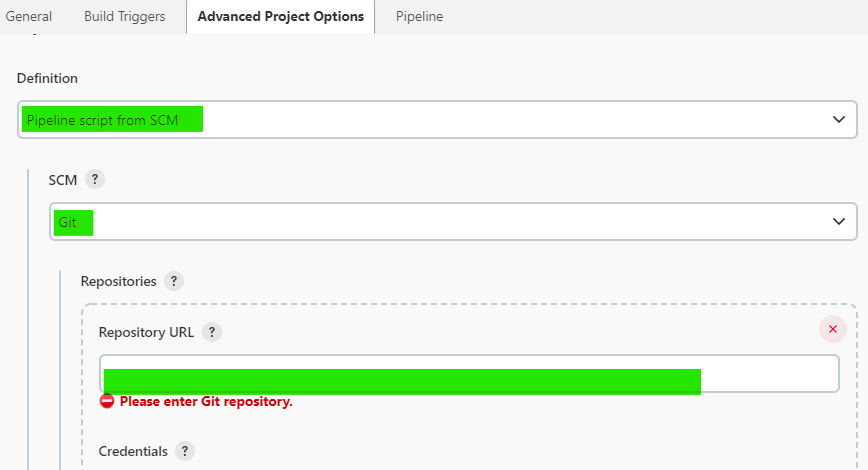 General Build Triggers Advanced Project Options Pipeline
Definition
Pipeline script from SCM
SCM ?
Git
Repositories ?
Repository URL ?
Please enter Git repository.
Credentials ?